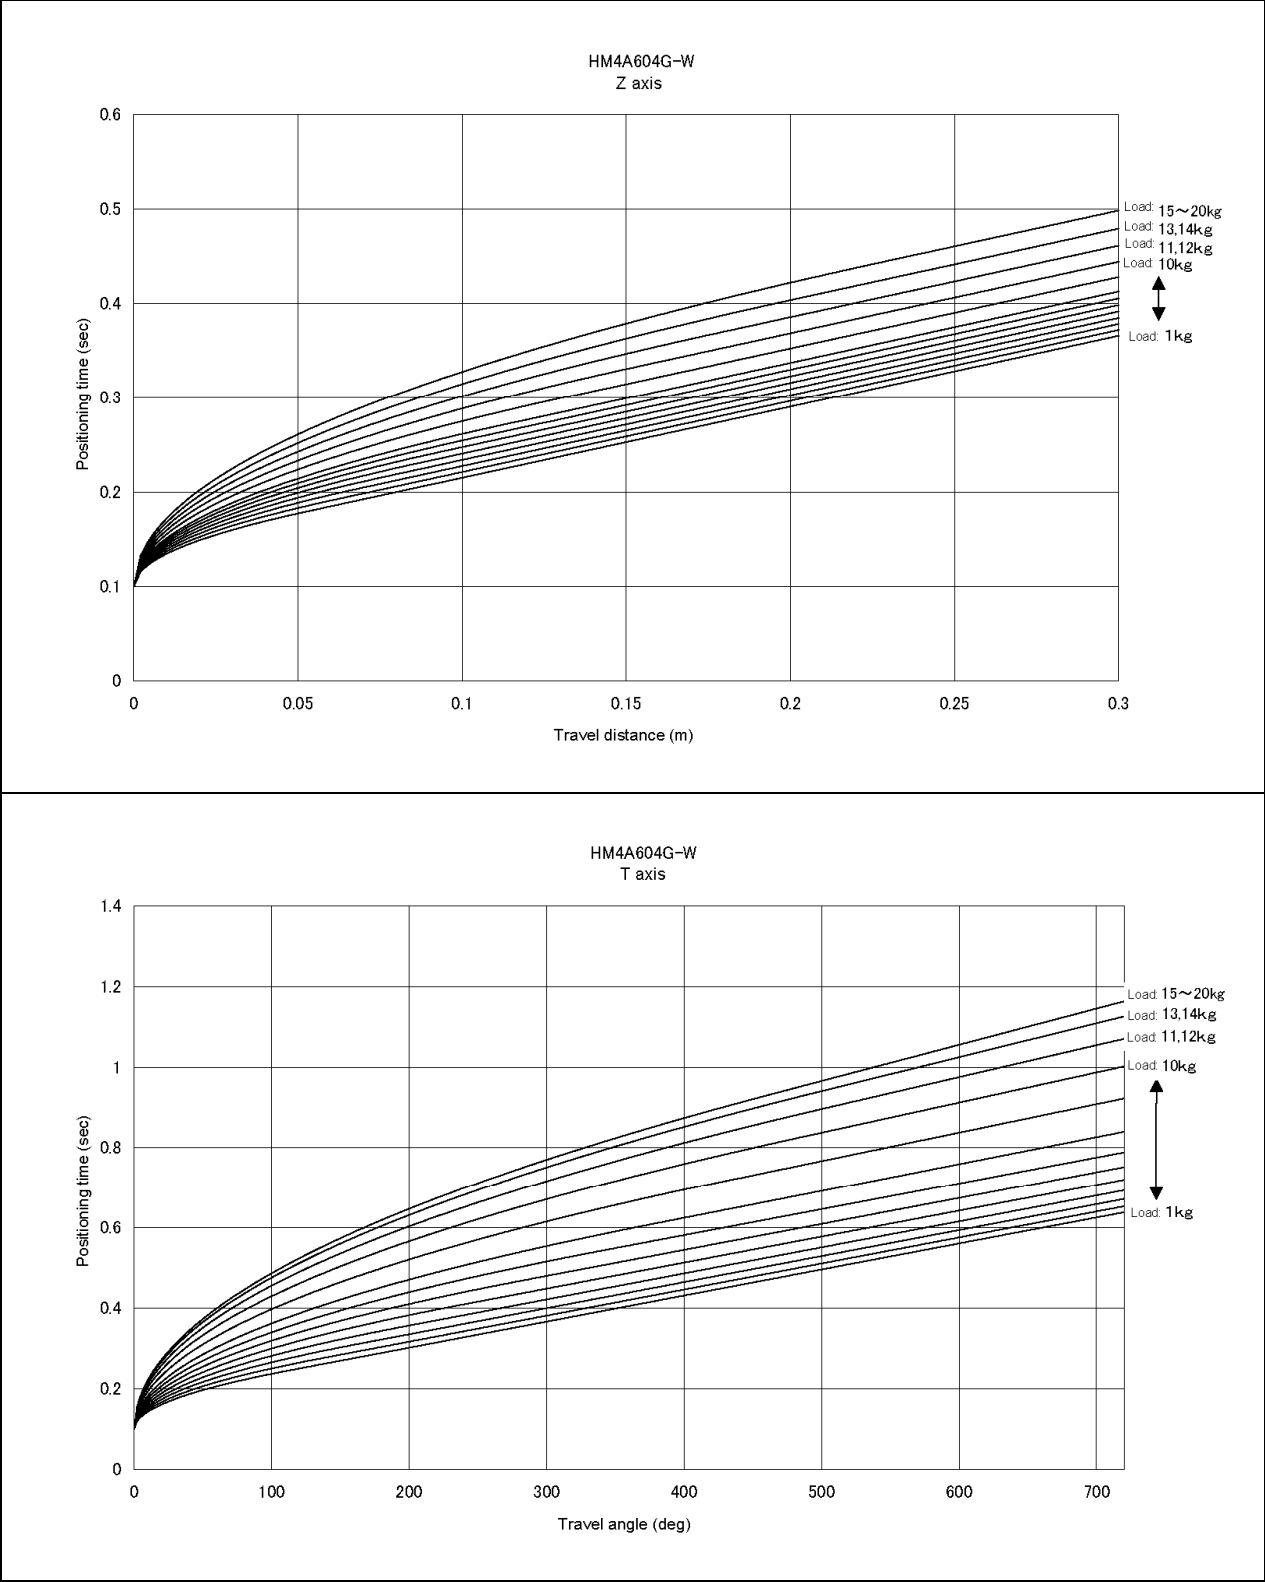 HM4A604G-W
Z axis
0.6
0.5
0.4
0.3
0.2
0.1
0
Positioning time (sec)
Load: 15~20kg
Load: 13,14kg
Load: 11,12kg
Load: 10kg
Load: 1kg
0 0.05 0.1 0.15 0.2 0.25 0.3
Travel distance (m)
HM4A604G-W
T axis
1.4
1.2
1
0.8
0.6
0.4
0.2
0
Positioning time (sec)
Load: 15~20kg
Load: 13,14kg
Load: 11,12kg
Load: 10kg
Load: 1kg
0 100 200 300 400 500 600 700
Travel angle (deg)